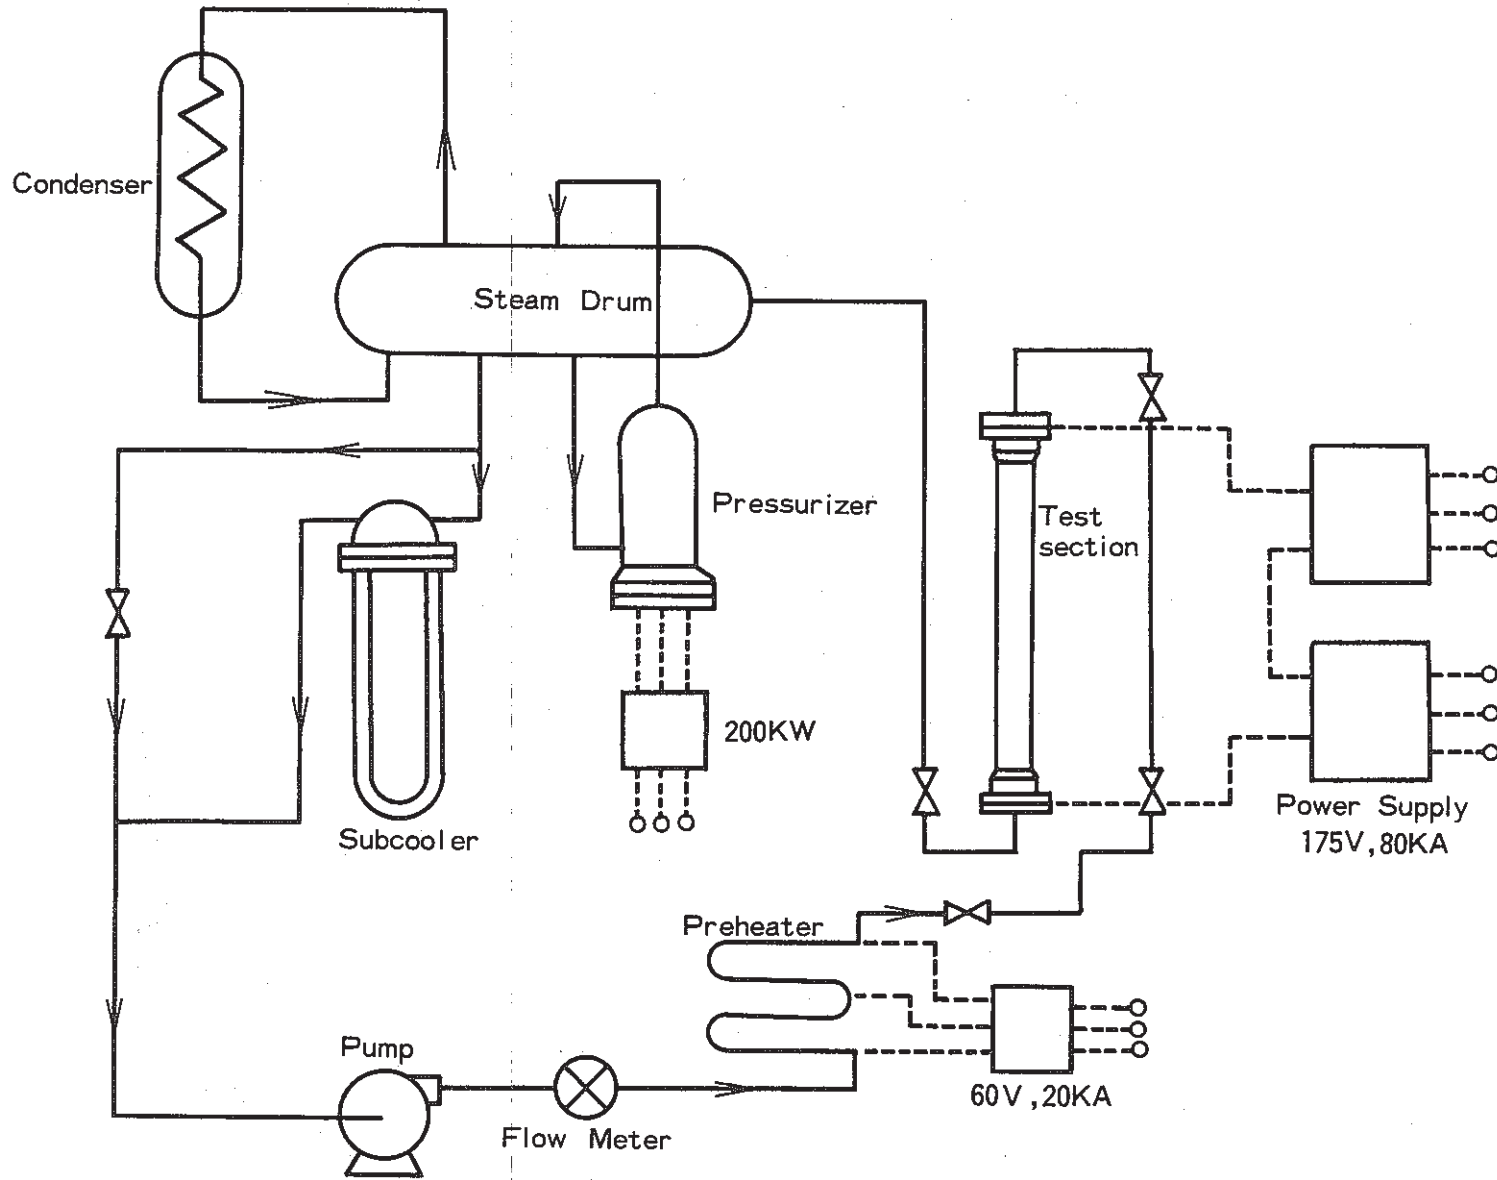 Condenser
Steam Drum
Pressurizer
Test
section
200KW
Power Supply
175V,80KA
Subcooler
Preheater
Pump
60V,20KA
Flow Meter